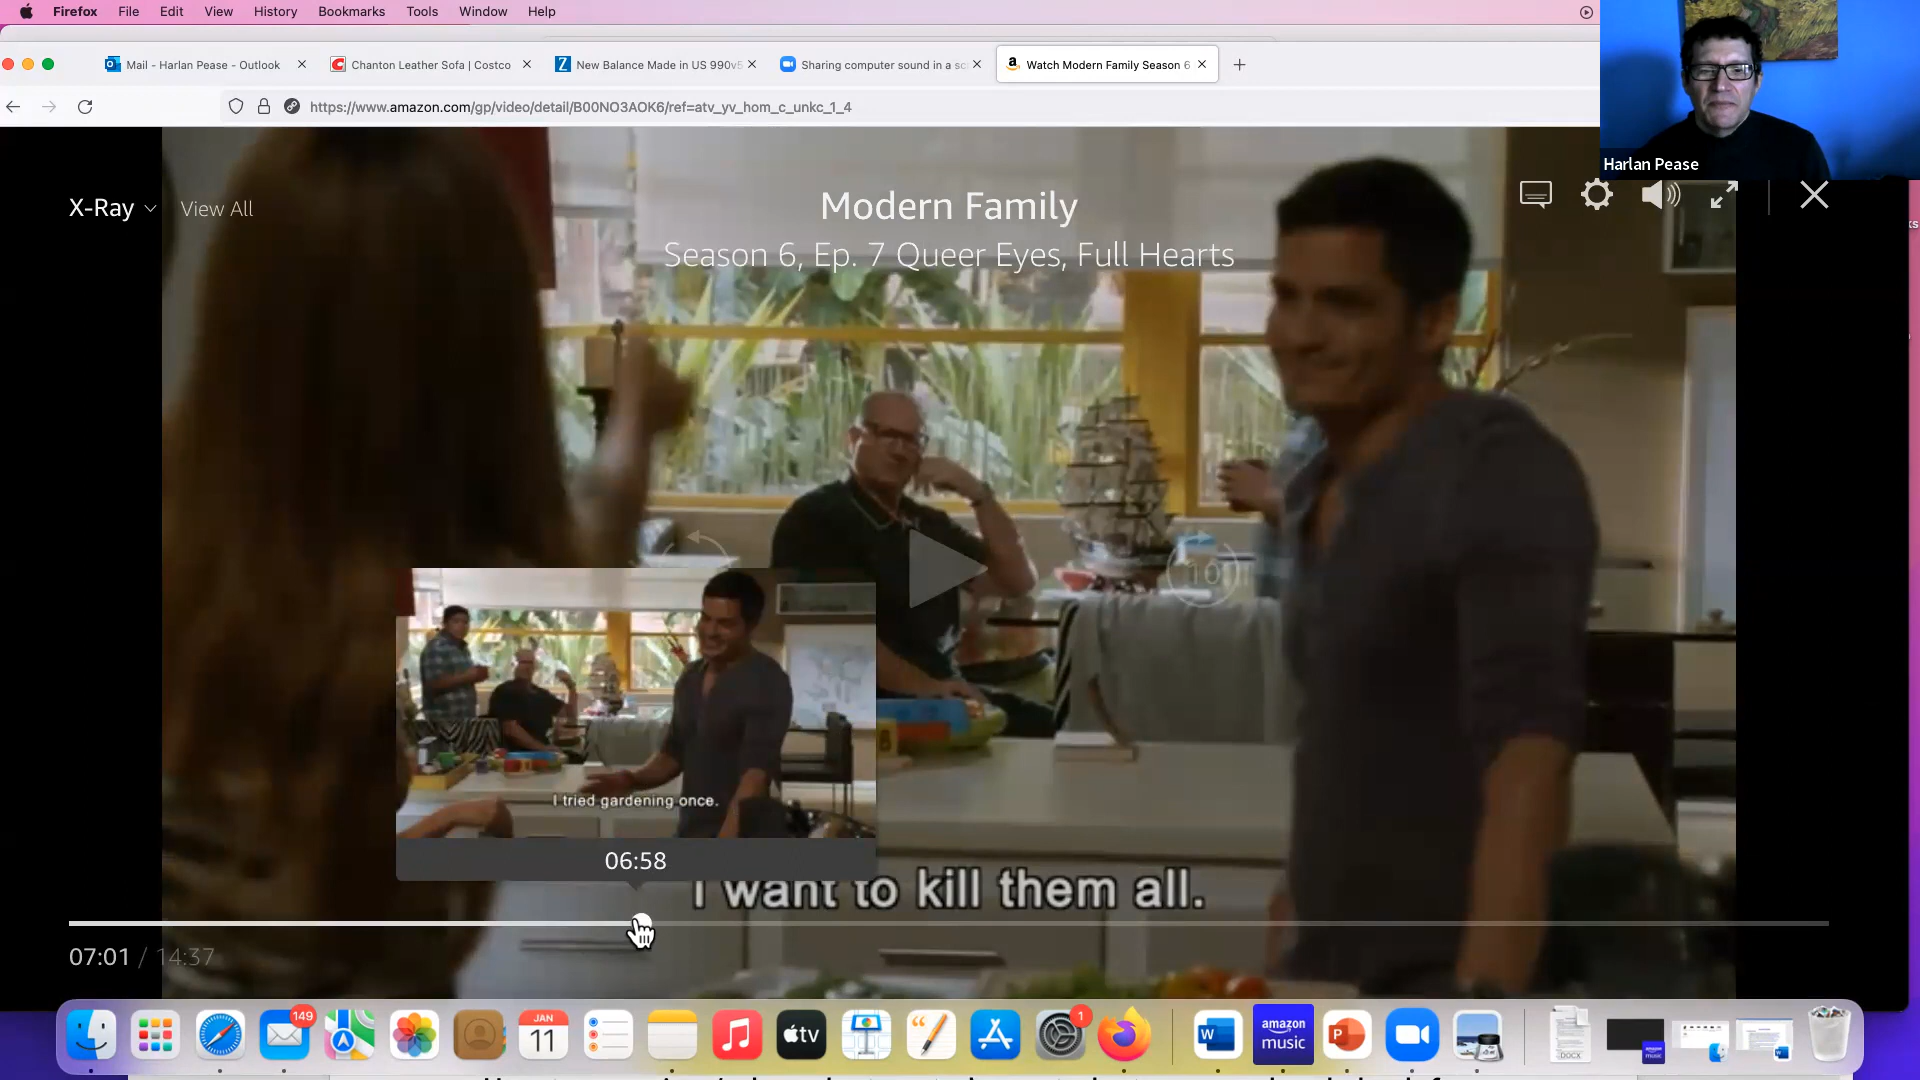 Firefox File Edit View History Bookmarks Tools Window Help
Mail - Harlan Pease - Outlook
Chanton Leather Sofa | Costco
New Balance Made in US 990v5
Sharing computer sound in a sc
Watch Modern Family Season 6
https://www.amazon.com/gp/video/detail/B00NO3AOK6/ref=atv_yv_hom_c_unkc_1_4
Harlan Pease
X-Ray View All
Modern Family
Season 6, Ep. 7 Queer Eyes, Full Hearts
10
I tried gardening once.
06:58
I want to kill them all.
07:01 / 14:37
149
JAN
11
tv
1
W
amazon
music
P
DOCX